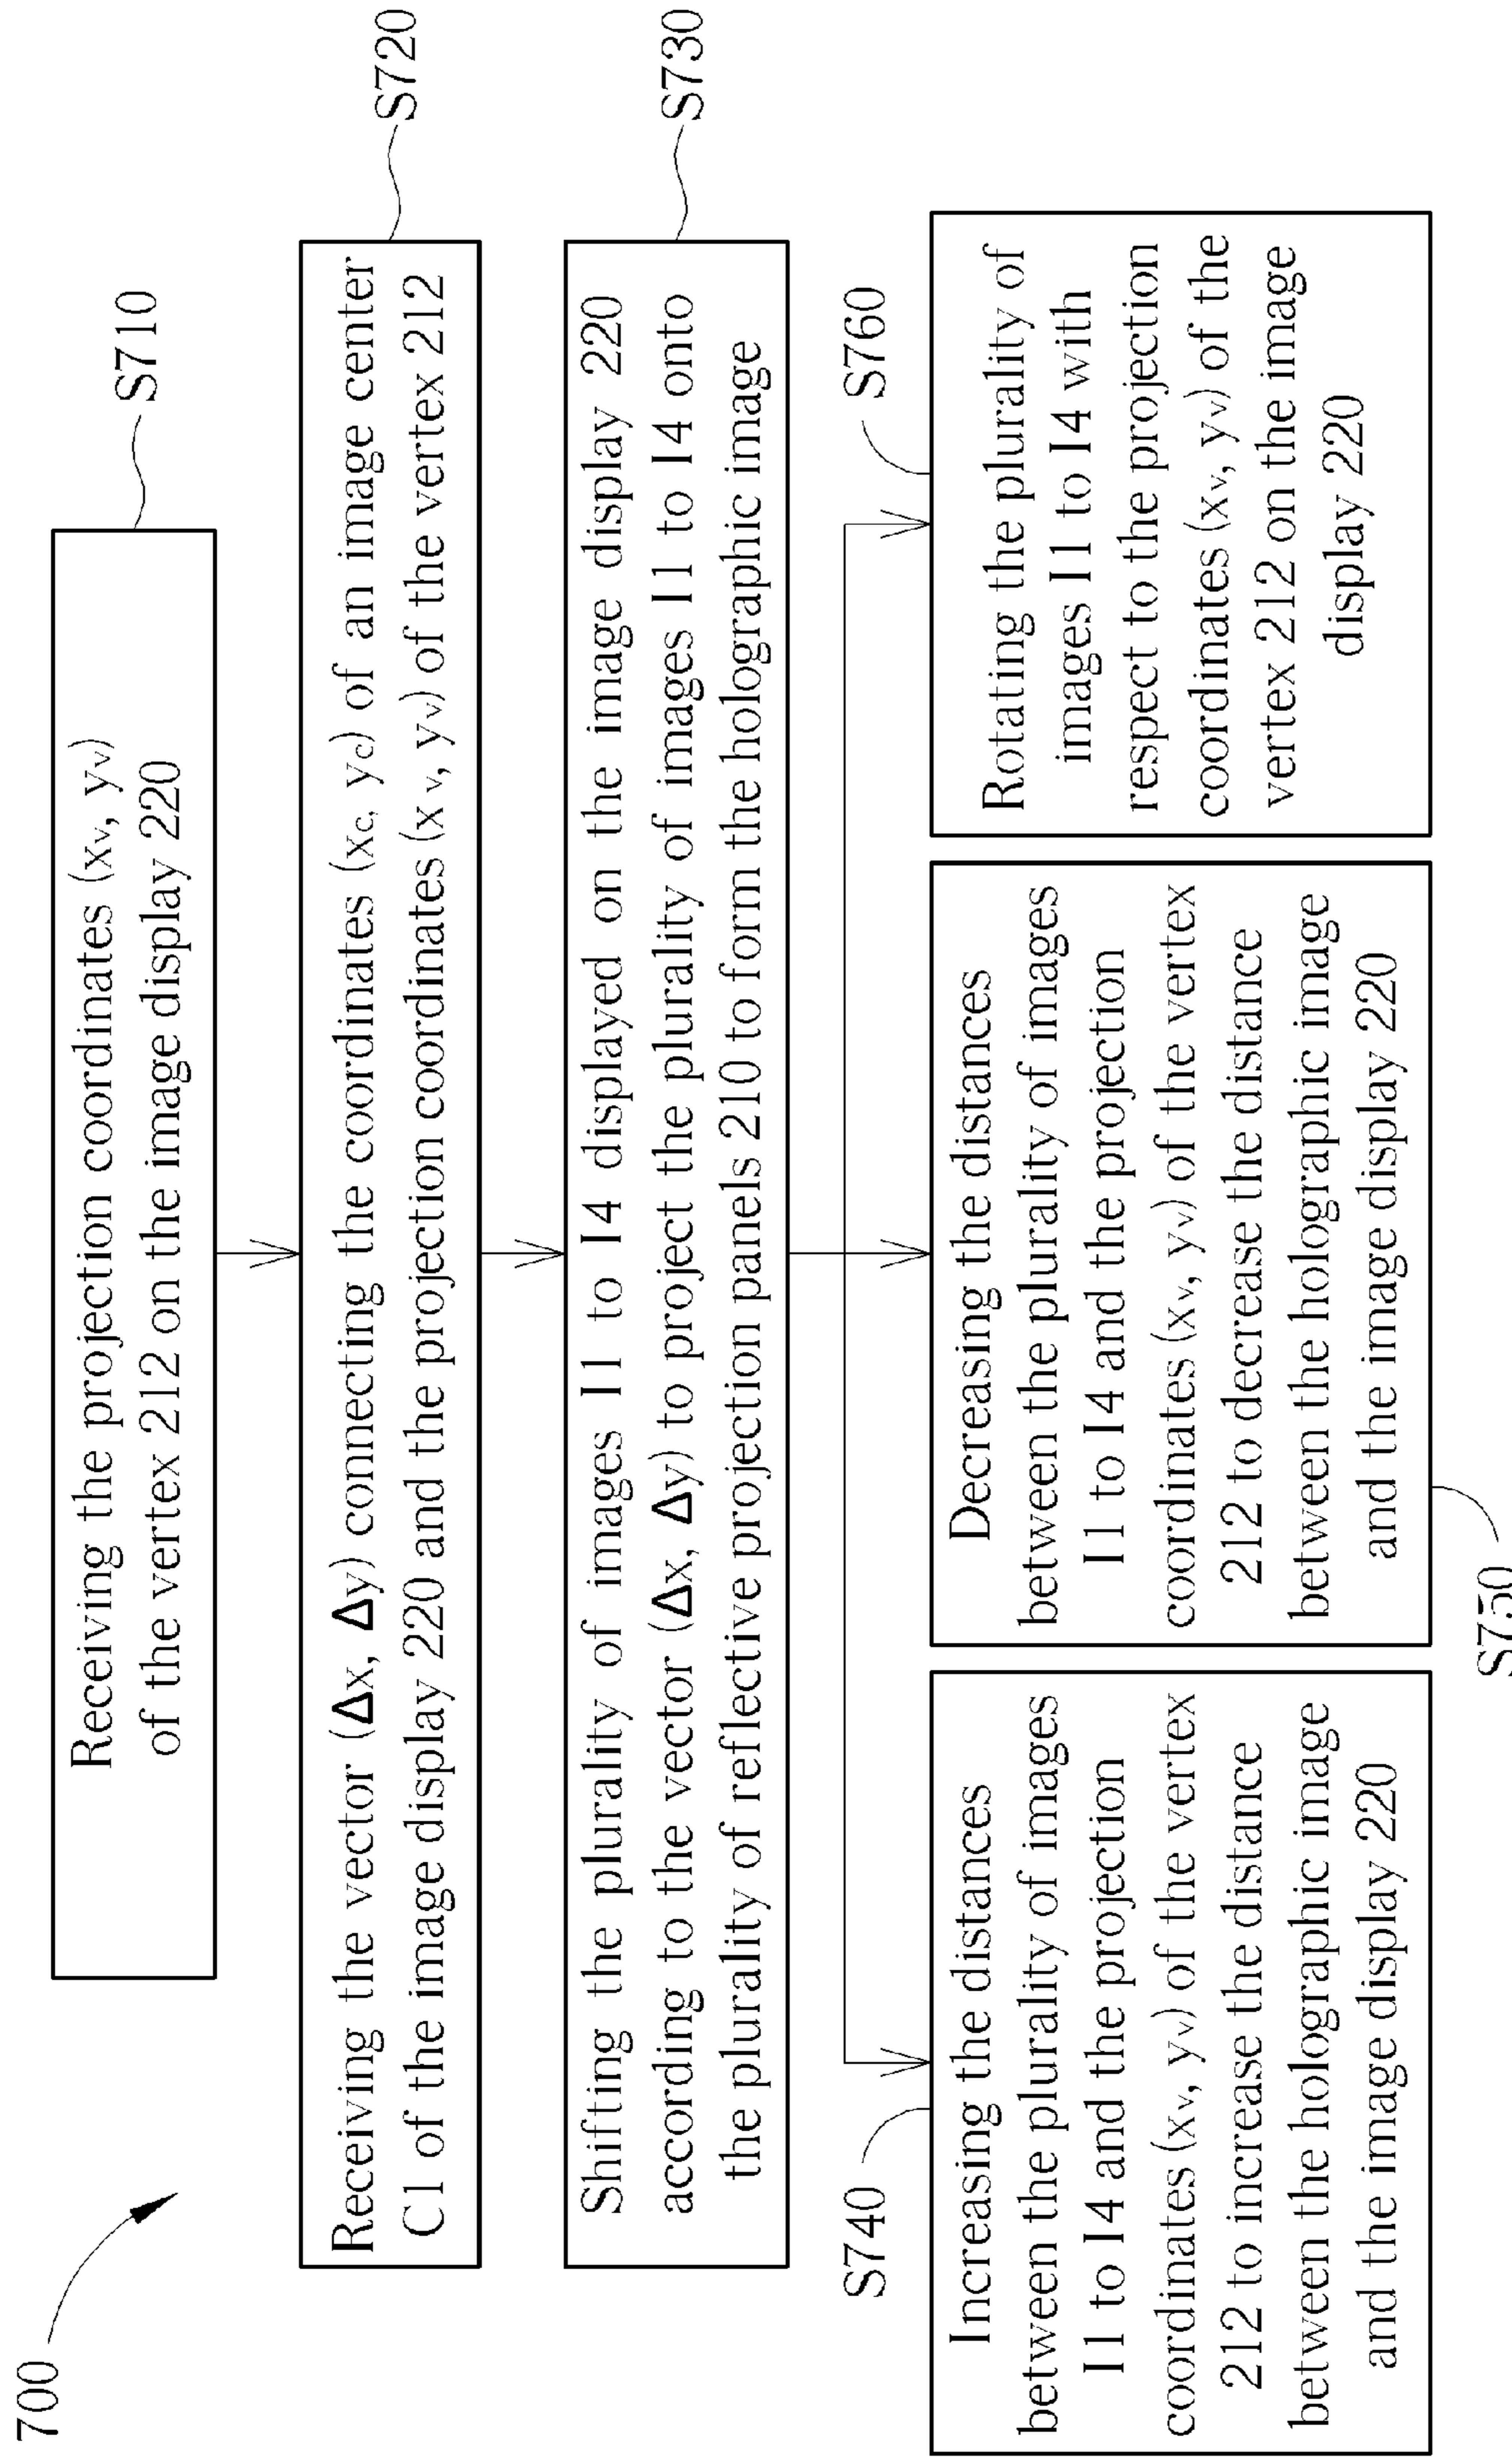 700
Receiving the projection coordinates (xv, yv)
of the vertex 212 on the image display 220
S710
Receiving the vector (Δx, Δy) connecting the coordinates (xc, yc) of an image center
C1 of the image display 220 and the projection coordinates (xv, yv) of the vertex 212
S720
Shifting the plurality of images I1 to I4 displayed on the image display 220
according to the vector (Δx, Δy) to project the plurality of images I1 to I4 onto
the plurality of reflective projection panels 210 to form the holographic image
S730
S740
Increasing the distances
between the plurality of images
I1 to I4 and the projection
coordinates (xv, yv) of the vertex
212 to increase the distance
between the holographic image
and the image display 220
Decreasing the distances
between the plurality of images
I1 to I4 and the projection
coordinates (xv, yv) of the vertex
212 to decrease the distance
between the holographic image
and the image display 220
S750
S760
Rotating the plurality of
images I1 to I4 with
respect to the projection
coordinates (xv, yv) of the
vertex 212 on the image
display 220